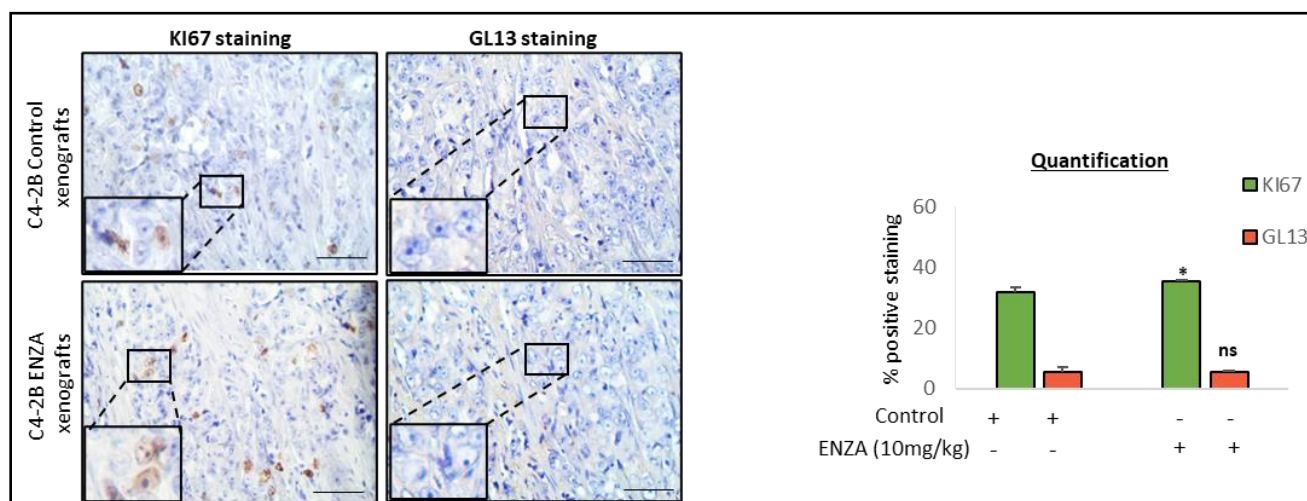 KI67 staining
GL13 staining
C4-2B Control
xenografts
C4-2B ENZA
xenografts
Quantification
KI67
GL13
% positive staining
60
40
20
0
*
ns
Control + + - -
ENZA (10mg/kg) - - + +